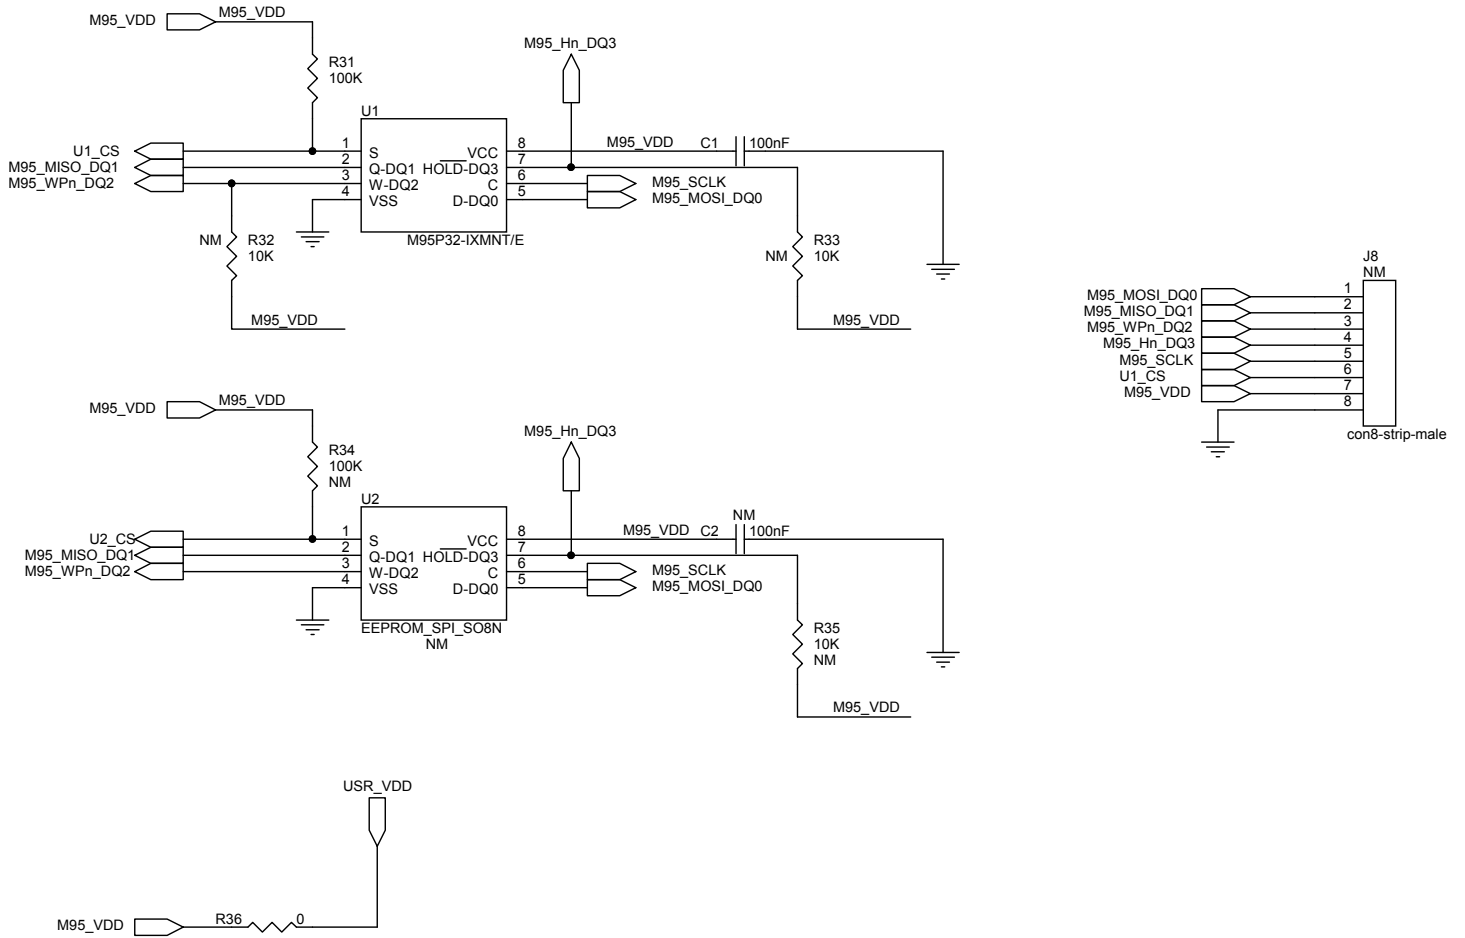 M95_VDD
M95_VDD
R31
100K
M95_Hn_DQ3
U1
U1_CS
M95_MISO_DQ1
M95_WPn_DQ2
1
2
3
4
S
Q-DQ1
W-DQ2
VSS
VCC
HOLD-DQ3
C
D-DQ0
8
7
6
5
M95_VDD
C1
100nF
M95_SCLK
M95_MOSI_DQ0
M95P32-IXMNT/E
NM
R32
10K
M95_VDD
R33
10K
NM
M95_VDD
J8
NM
M95_MOSI_DQ0
M95_MISO_DQ1
M95_WPn_DQ2
M95_Hn_DQ3
M95_SCLK
U1_CS
M95_VDD
1
2
3
4
5
6
7
8
con8-strip-male
M95_VDD
M95_VDD
R34
100K
NM
M95_Hn_DQ3
U2
U2_CS
M95_MISO_DQ1
M95_WPn_DQ2
1
2
3
4
S
Q-DQ1
W-DQ2
VSS
VCC
HOLD-DQ3
C
D-DQ0
8
7
6
5
M95_VDD
C2
NM
100nF
M95_SCLK
M95_MOSI_DQ0
EEPROM_SPI_SO8N
NM
R35
10K
NM
M95_VDD
USR_VDD
M95_VDD
R36
0